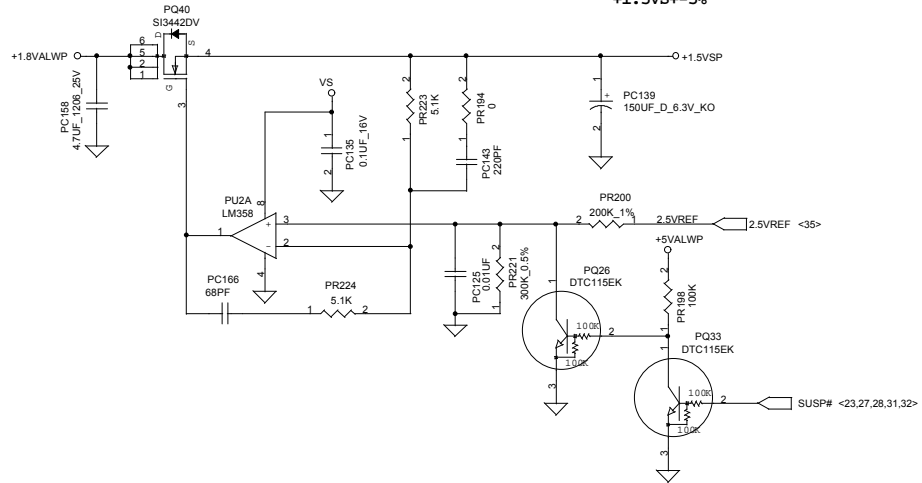 PQ40
SI3442DV
D
S
G
6
5
2
1
4
3
+1.8VALWP
+1.5VSP
PC158
4.7UF_1206_25V
VS
1
2
PC135
0.1UF_16V
2
1
PR223
5.1K
2
1
PR194
0
PC143
220PF
1
+
2
PC139
150UF_D_6.3V_KO
PU2A
LM358
8
1
+
-
3
2
4
PC166
68PF
PR224
5.1K
1
2
PC125
0.01UF
2
1
PR221
300K_0.5%
PR200
200K_1%
2
1
2.5VREF
2.5VREF <35>
+5VALWP
2
1
PR198
100K
PQ26
DTC115EK
1
2
3
100K
100K
PQ33
DTC115EK
1
2
3
100K
100K
SUSP# <23,27,28,31,32>